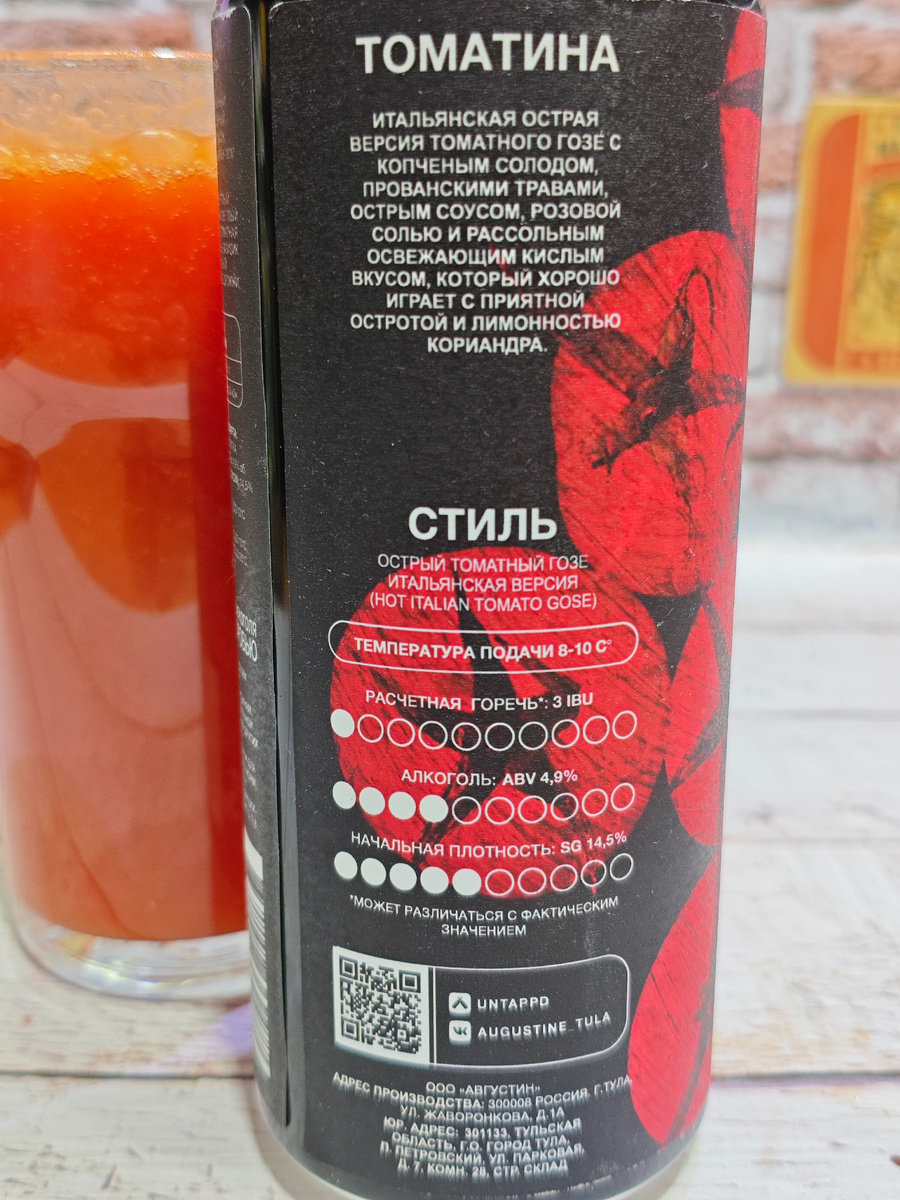 ТОМАТИНА
ИТАЛЬЯНСКАЯ ОСТРАЯ
ВЕРСИЯ ТОМАТНОГО ГОЗЕ С
КОПЧЕНЫМ СОЛОДОМ,
ПРОВАНСКИМИ ТРАВАМИ,
ОСТРЫМ СОУСОМ, РОЗОВОЙ
СОЛЬЮ И РАССОЛЬНЫМ
ОСВЕЖАЮЩИМ КИСЛЫМ
ВКУСОМ, КОТОРЫЙ ХОРОШО
ИГРАЕТ С ПРИЯТНОЙ
ОСТРОТОЙ И ЛИМОННОСТЬЮ
КОРИАНДРА.
СТИЛЬ
ОСТРЫЙ ТОМАТНЫЙ ГОЗЕ
ИТАЛЬЯНСКАЯ ВЕРСИЯ
(HOT ITALIAN TOMATO GOSE)
ТЕМПЕРАТУРА ПОДАЧИ 8-10 С°
РАСЧЕТНАЯ ГОРЕЧЬ*: 3 IBU
АЛКОГОЛЬ: ABV 4,9%
НАЧАЛЬНАЯ ПЛОТНОСТЬ: SG 14,5%
*МОЖЕТ РАЗЛИЧАТЬСЯ С ФАКТИЧЕСКИМ
ЗНАЧЕНИЕМ
UNTAPPD
AUGUSTINE_TULA
ООО «АВГУСТИН»
АДРЕС ПРОИЗВОДСТВА: 300008 РОССИЯ, Г.ТУЛА,
УЛ. ЖАВОРОНКОВА, Д.1А
ЮР. АДРЕС: 301133, ТУЛЬСКАЯ
ОБЛАСТЬ, Г.О. ГОРОД ТУЛА,
П. ПЕТРОВСКИЙ, УЛ. ПАРКОВАЯ,
Д. 7, КОМН. 28, СТР. СКЛАД